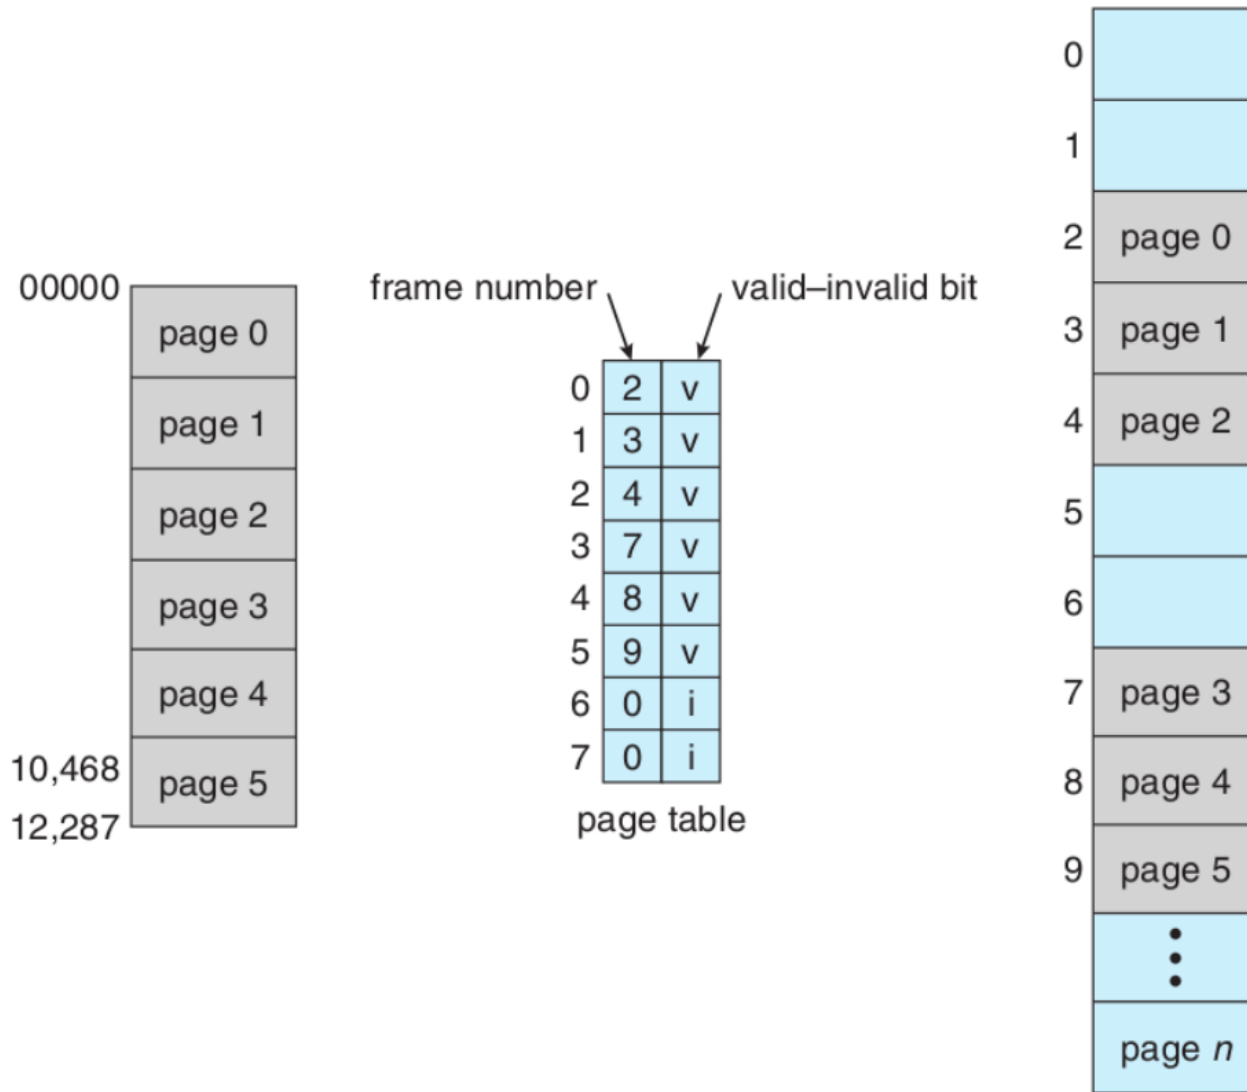 00000
page 0
page 1
page 2
page 3
page 4
10,468
page 5
12,287
frame number
valid–invalid bit
0 2 v
1 3 v
2 4 v
3 7 v
4 8 v
5 9 v
6 0 i
7 0 i
page table
0
1
2 page 0
3 page 1
4 page 2
5
6
7 page 3
8 page 4
9 page 5
page n